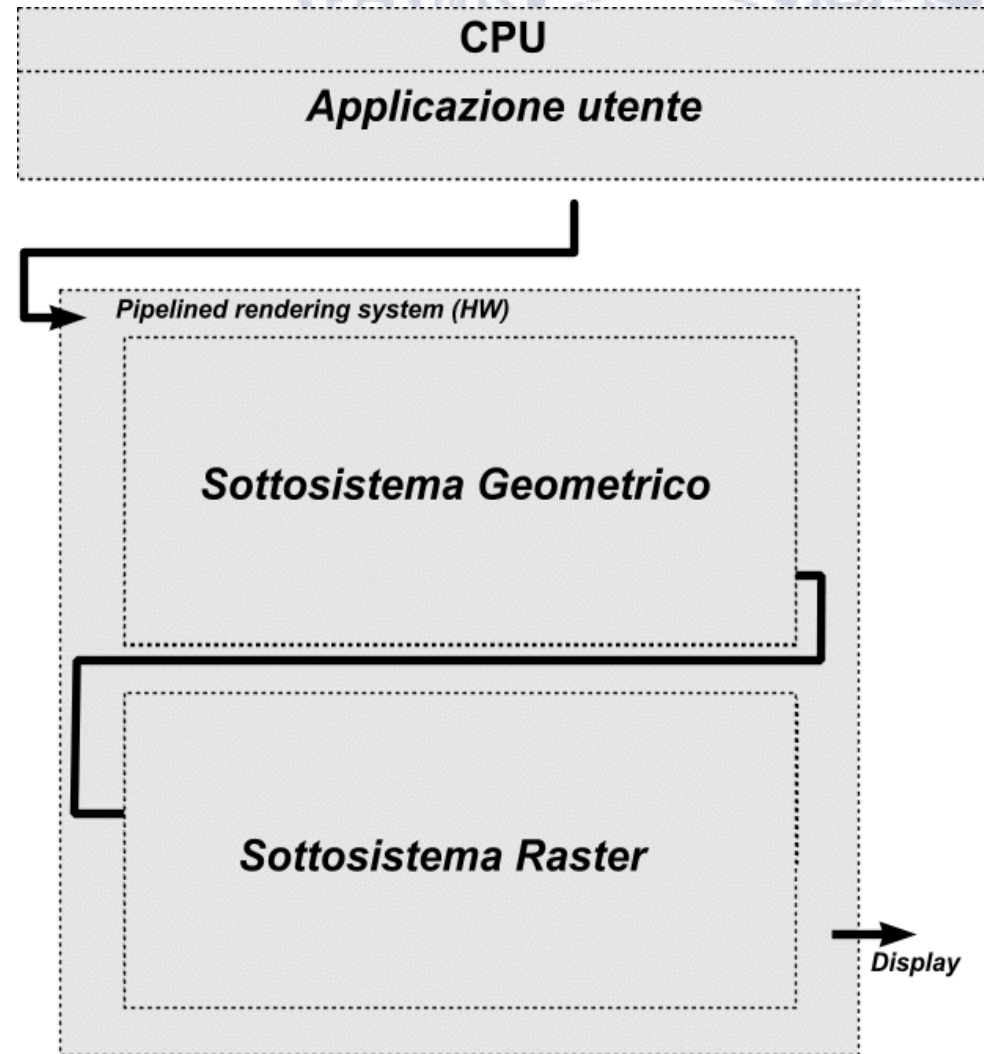 CPU
Applicazione utente
Pipelined rendering system (HW)
Sottosistema Geometrico
Sottosistema Raster
Display